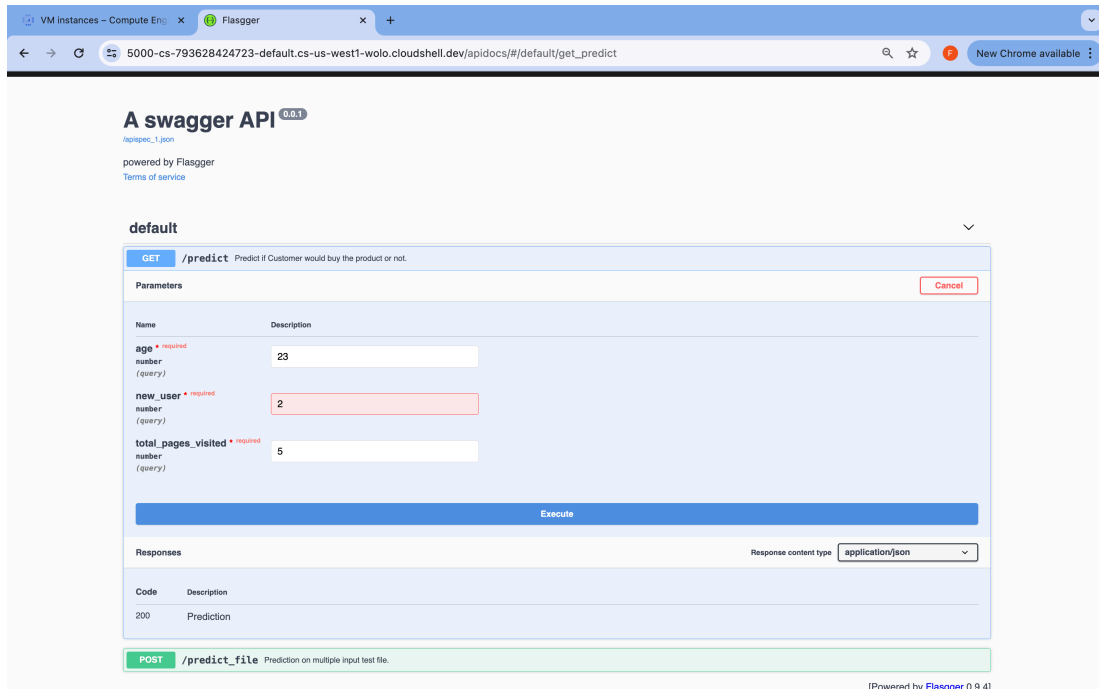 VM instances – Compute Eng
Flasgger
5000-cs-793628424723-default.cs-us-west1-wolo.cloudshell.dev/apidocs/#/default/get_predict
F
New Chrome available
A swagger API 0.0.1
/apispec_1.json
powered by Flasgger
Terms of service
default
GET /predict Predict if Customer would buy the product or not.
Parameters Cancel
Name Description
age * required
number
(query)
23
new_user * required
number
(query)
2
total_pages_visited * required
number
(query)
5
Execute
Responses Response content type application/json
Code Description
200 Prediction
POST /predict_file Prediction on multiple input test file.
[Powered by Flasgger 0.9.4]